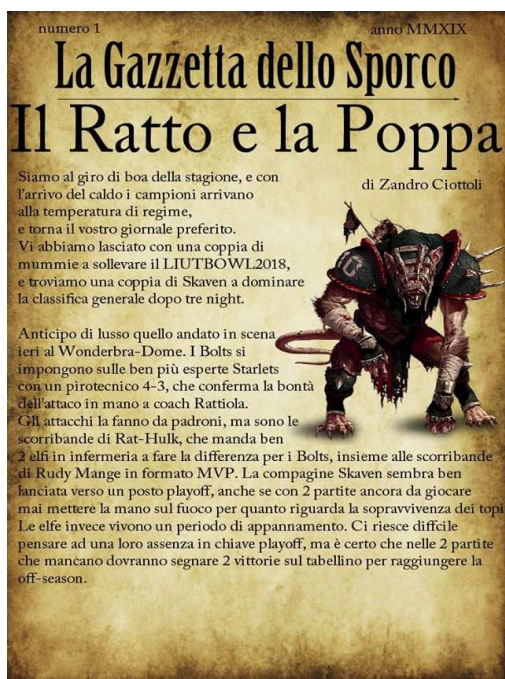 numero 1
anno MMXIX
La Gazzetta dello Sporco
Il Ratto e la Poppa
di Zandro Ciottoli
Siamo al giro di boa della stagione, e con
l'arrivo del caldo i campioni arrivano
alla temperatura di regime,
e torna il vostro giornale preferito.
Vi abbiamo lasciato con una coppia di
mummie a sollevare il LIUTBOWL2018,
e troviamo una coppia di Skaven a dominare
la classifica generale dopo tre night.
Anticipo di lusso quello andato in scena
ieri al Wonderbra-Dome. I Bolts si
impongono sulle ben più esperte Starlets
con un pirotecnico 4-3, che conferma la bontà
dell'attaco in mano a coach Rattiola.
Gli attacchi la fanno da padroni, ma sono le
scorribande di Rat-Hulk, che manda ben
2 elfi in infermeria a fare la differenza per i Bolts, insieme alle scorribande
di Rudy Mange in formato MVP. La compagine Skaven sembra ben
lanciata verso un posto playoff, anche se con 2 partite ancora da giocare
mai mettere la mano sul fuoco per quanto riguarda la sopravvivenza dei topi
Le elfe invece vivono un periodo di appannamento. Ci riesce diffcile
pensare ad una loro assenza in chiave playoff, ma è certo che nelle 2 partite
che mancano dovranno segnare 2 vittorie sul tabellino per raggiungere la
off-season.